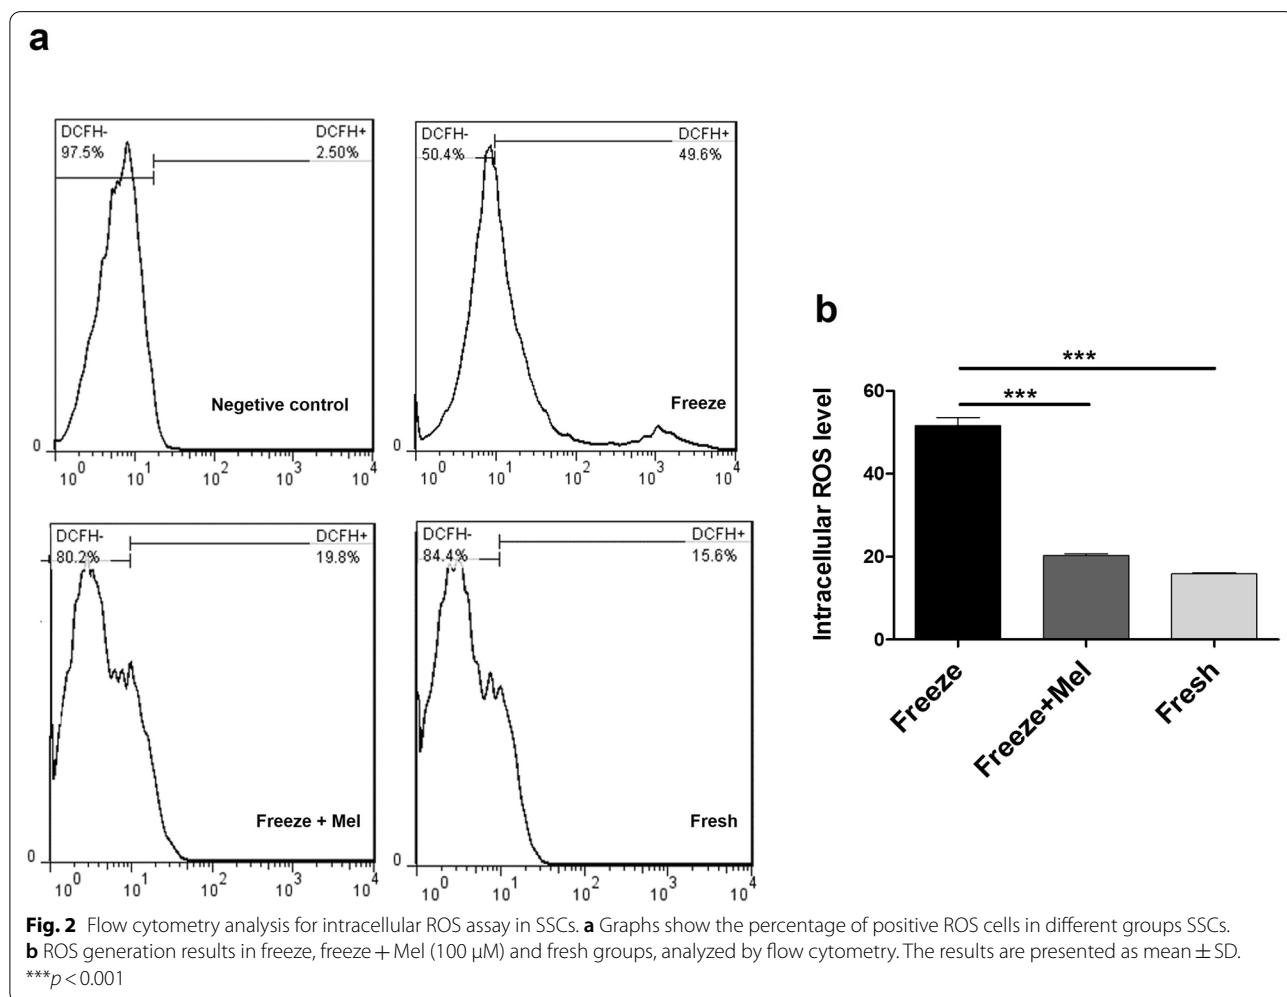 a
DCFH- DCFH+
97.5% 2.50%
Negetive control
0
10^0 10^1 10^2 10^3 10^4
DCFH- DCFH+
50.4% 49.6%
Freeze
0
10^0 10^1 10^2 10^3 10^4
DCFH- DCFH+
80.2% 19.8%
Freeze + Mel
0
10^0 10^1 10^2 10^3 10^4
DCFH- DCFH+
84.4% 15.6%
Fresh
0
10^0 10^1 10^2 10^3 10^4
b
***
***
Intracellular ROS level
60
40
20
0
Freeze
Freeze+Mel
Fresh
Fig. 2 Flow cytometry analysis for intracellular ROS assay in SSCs. a Graphs show the percentage of positive ROS cells in different groups SSCs.
b ROS generation results in freeze, freeze + Mel (100 μM) and fresh groups, analyzed by flow cytometry. The results are presented as mean ± SD.
***p < 0.001